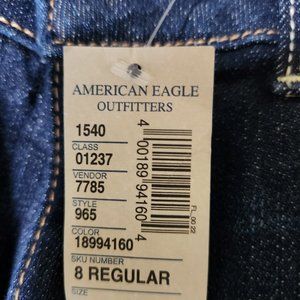 AMERICAN EAGLE
OUTFITTERS
1540
CLASS
01237
VENDOR
7785
STYLE
965
COLOR
18994160
SKU NUMBER
8 REGULAR
SIZE
4 00189 94160 4